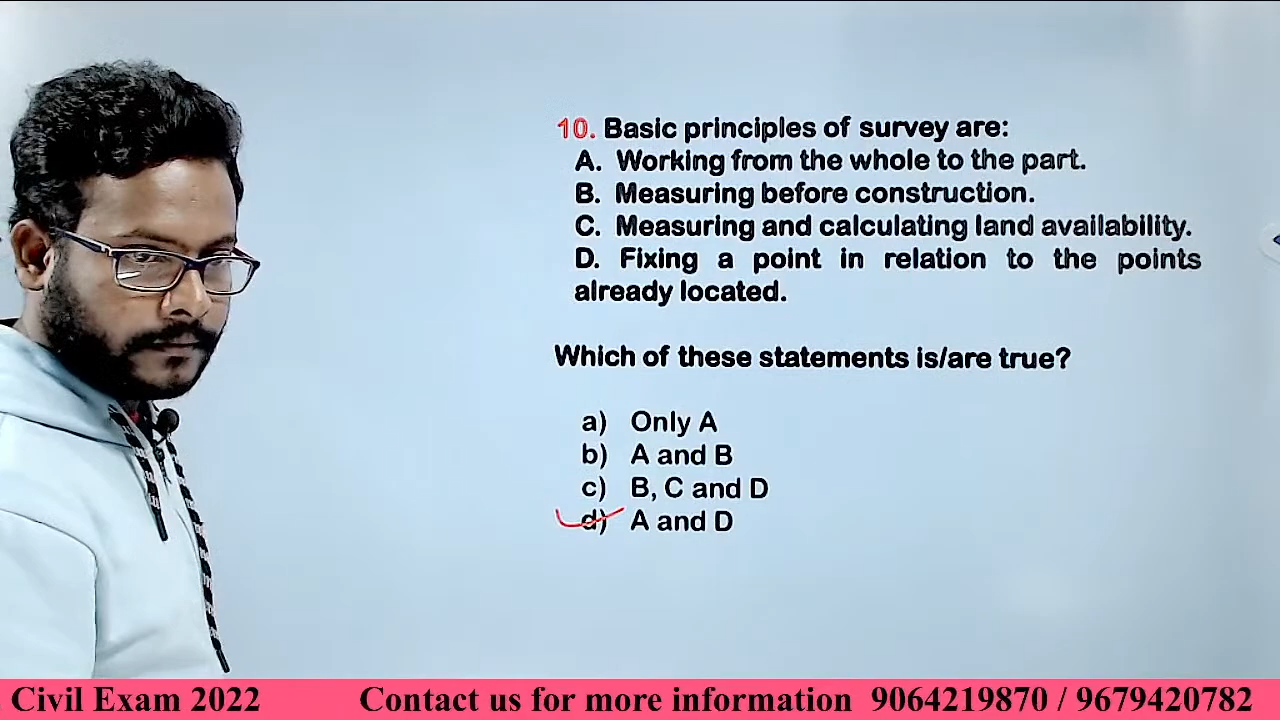 10. Basic principles of survey are:
A. Working from the whole to the part.
B. Measuring before construction.
C. Measuring and calculating land availability.
D. Fixing a point in relation to the points
already located.
Which of these statements is/are true?
a) Only A
b) A and B
c) B, C and D
d) A and D
Civil Exam 2022 Contact us for more information 9064219870 / 9679420782